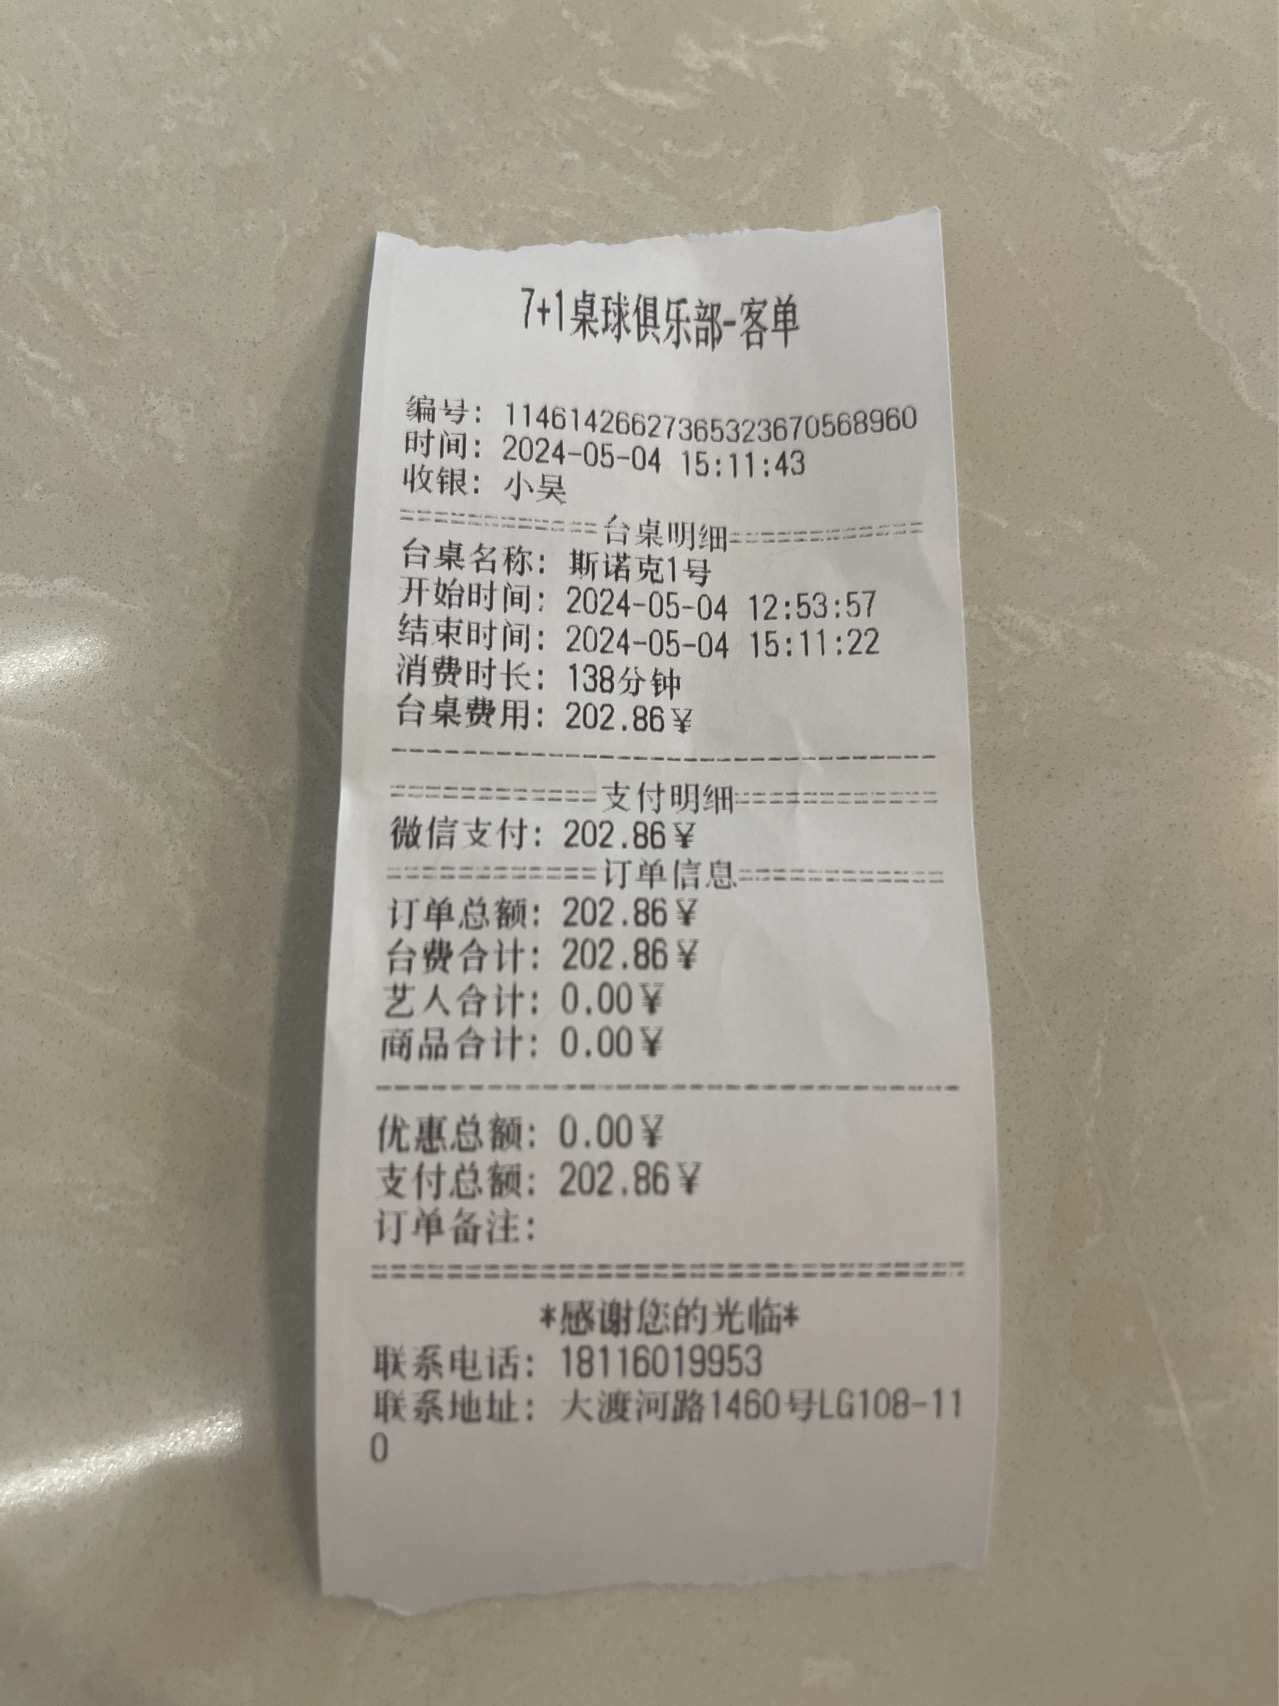 7+1桌球俱乐部-客单
编号: 1146142662736532367056896​0
时间: 2024-05-04 15:11:43
收银: 小吴
============台桌明细============
台桌名称: 斯诺克1号
开始时间: 2024-05-04 12:53:57
结束时间: 2024-05-04 15:11:22
消费时长: 138分钟
台桌费用: 202.86¥
--------------------------------
============支付明细============
微信支付: 202.86¥
============订单信息============
订单总额: 202.86¥
台费合计: 202.86¥
艺人合计: 0.00¥
商品合计: 0.00¥
--------------------------------
优惠总额: 0.00¥
支付总额: 202.86¥
订单备注:
================================
*感谢您的光临*
联系电话: 18116019953
联系地址: 大渡河路1460号LG108-11
0